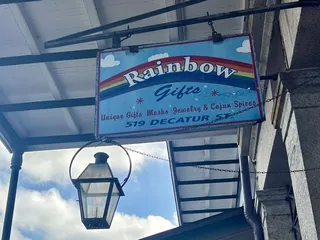 Rainbow
Gifts
Unique Gifts Masks Jewelry & Cajun Spices
519 DECATUR ST.